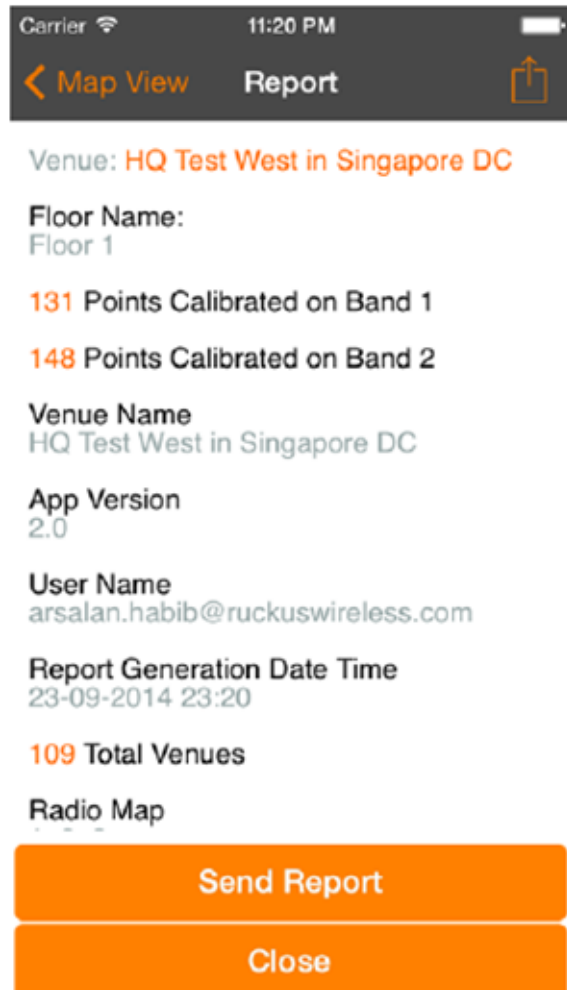 Carrier 11:20 PM
Map View Report
Venue: HQ Test West in Singapore DC
Floor Name:
Floor 1
131 Points Calibrated on Band 1
148 Points Calibrated on Band 2
Venue Name
HQ Test West in Singapore DC
App Version
2.0
User Name
arsalan.habib@ruckuswireless.com
Report Generation Date Time
23-09-2014 23:20
109 Total Venues
Radio Map
Send Report
Close